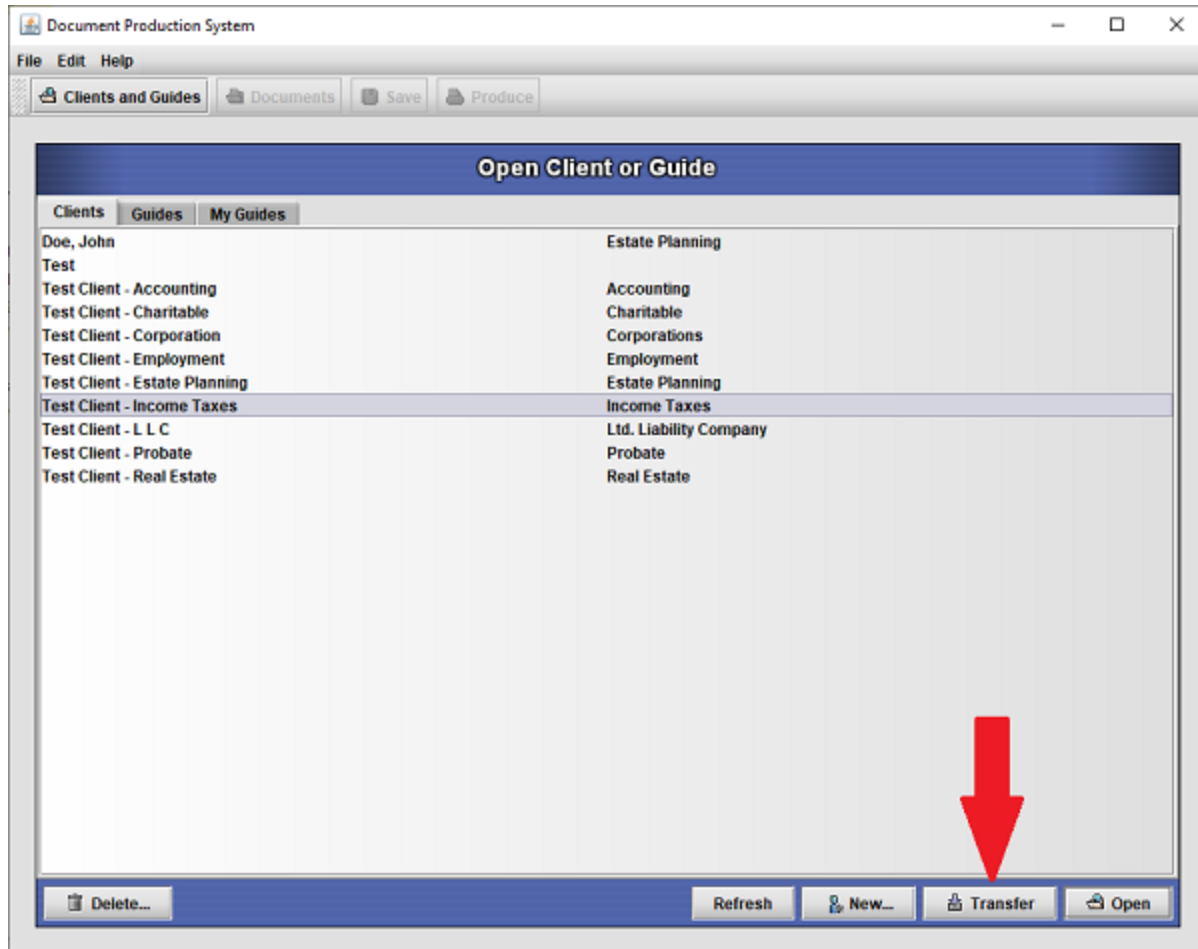 Document Production System
File Edit Help
Clients and Guides Documents Save Produce
Open Client or Guide
Clients Guides My Guides
Doe, John Estate Planning
Test
Test Client - Accounting Accounting
Test Client - Charitable Charitable
Test Client - Corporation Corporations
Test Client - Employment Employment
Test Client - Estate Planning Estate Planning
Test Client - Income Taxes Income Taxes
Test Client - L L C Ltd. Liability Company
Test Client - Probate Probate
Test Client - Real Estate Real Estate
Delete... Refresh New... Transfer Open